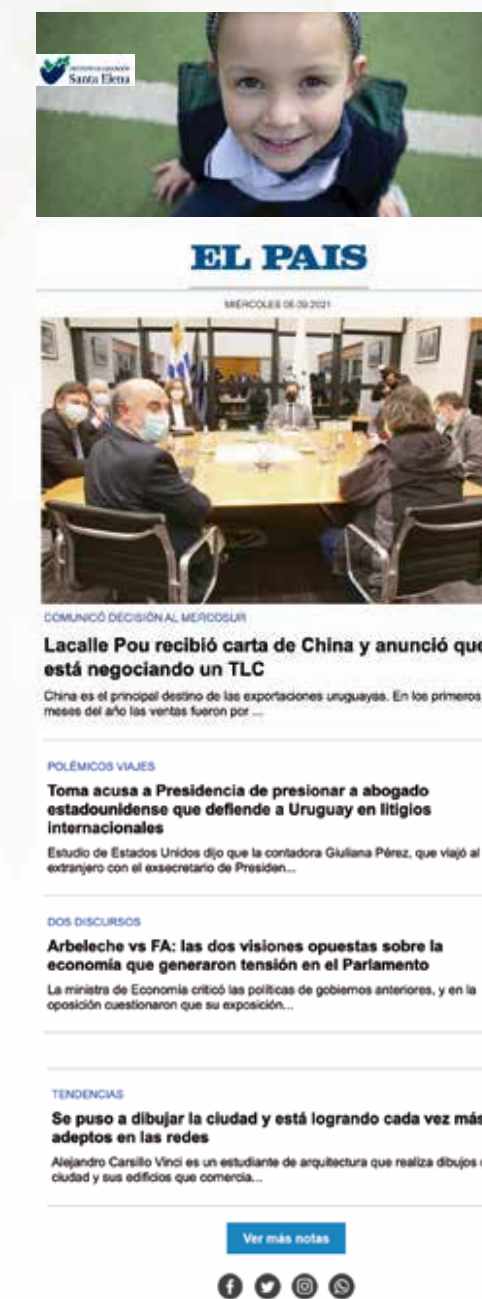 Santa Elena
EL PAIS
MIÉRCOLES 08.09.2021
COMUNICÓ DECISIÓN AL MERCOSUR
Lacalle Pou recibió carta de China y anunció que
está negociando un TLC
China es el principal destino de las exportaciones uruguayas. En los primeros
meses del año las ventas fueron por ...
POLÉMICOS VIAJES
Toma acusa a Presidencia de presionar a abogado
estadounidense que defiende a Uruguay en litigios
internacionales
Estudio de Estados Unidos dijo que la contadora Giuliana Pérez, que viajó al
extranjero con el exsecretario de Presiden...
DOS DISCURSOS
Arbeleche vs FA: las dos visiones opuestas sobre la
economía que generaron tensión en el Parlamento
La ministra de Economía criticó las políticas de gobiernos anteriores, y en la
oposición cuestionaron que su exposición...
TENDENCIAS
Se puso a dibujar la ciudad y está logrando cada vez más
adeptos en las redes
Alejandro Carsillo Vinci es un estudiante de arquitectura que realiza dibujos
ciudad y sus edificios que comercia...
Ver más notas